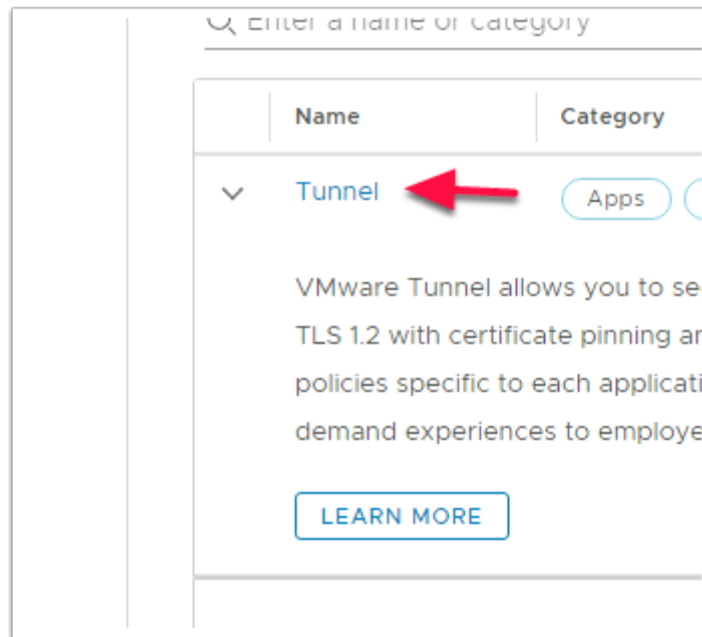 Enter a name or category
Name Category
Tunnel Apps
VMware Tunnel allows you to se
TLS 1.2 with certificate pinning ar
policies specific to each applicati
demand experiences to employe
LEARN MORE